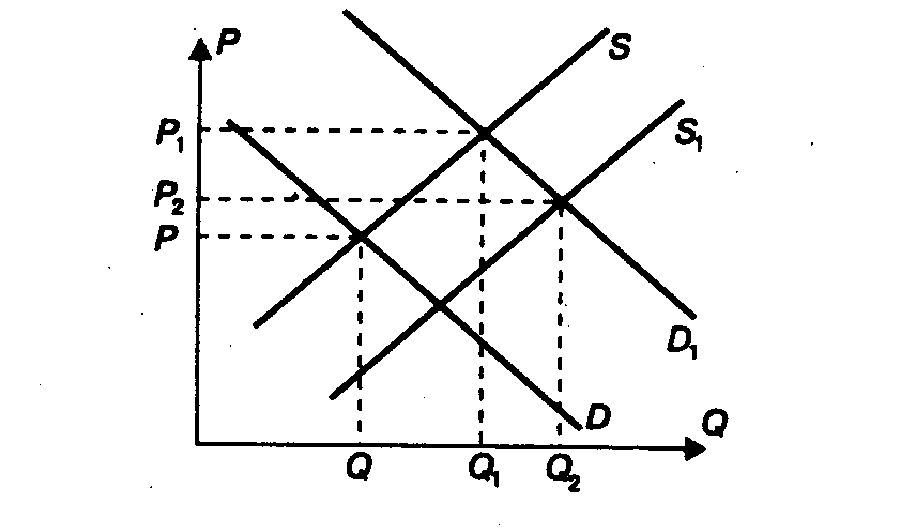 P
S
P₁
S₁
P₂
P
D₁
D
Q
Q
Q₁
Q₂